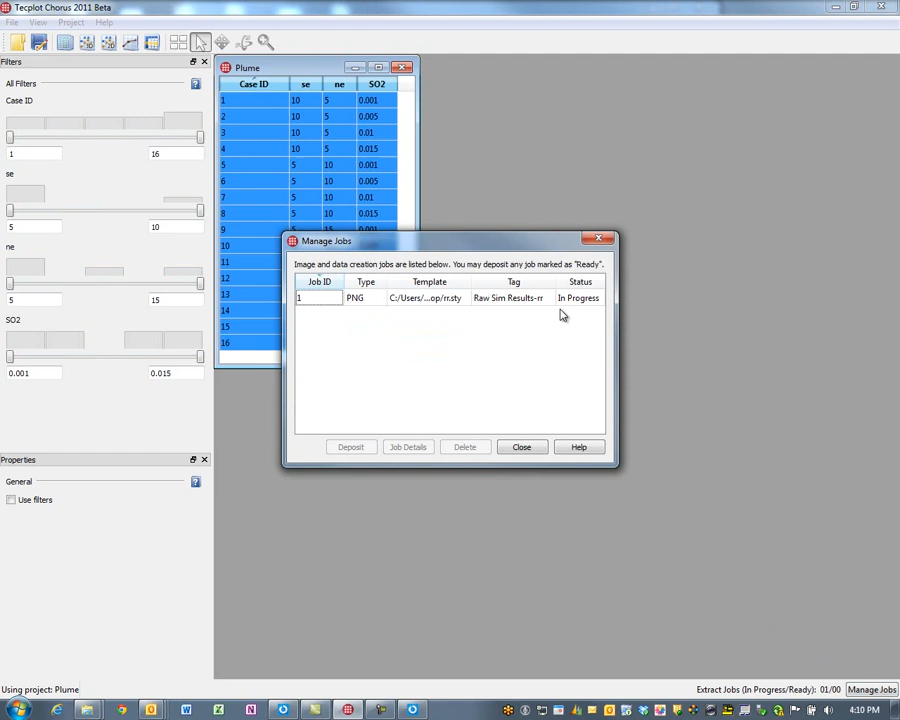 Tecplot Chorus 2011 Beta
File View Project Help
Filters
All Filters
Case ID
1 16
se
5 10
ne
5 15
SO2
0.001 0.015
Properties
General
Use filters
Plume
Case ID se ne SO2
1 10 5 0.001
2 10 5 0.005
3 10 5 0.01
4 10 5 0.015
5 5 10 0.001
6 5 10 0.005
7 5 10 0.01
8 5 10 0.015
9 5 15 0.001
10
11
12
13
14
15
16
Manage Jobs
Image and data creation jobs are listed below. You may deposit any job marked as "Ready".
Job ID Type Template Tag Status
1 PNG C:/Users/...op/rr.sty Raw Sim Results-rr In Progress
Deposit Job Details Delete Close Help
Using project: Plume
Extract Jobs (In Progress/Ready): 01/00 Manage Jobs
4:10 PM